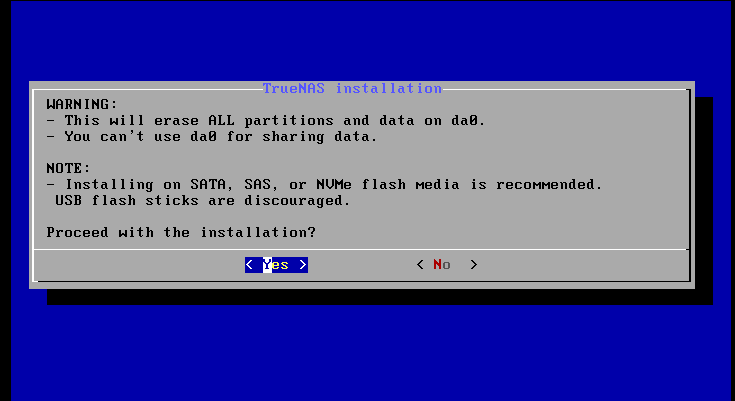 TrueNAS installation
WARNING:
- This will erase ALL partitions and data on da0.
- You can't use da0 for sharing data.
NOTE:
- Installing on SATA, SAS, or NVMe flash media is recommended.
USB flash sticks are discouraged.
Proceed with the installation?
< Yes > < No >